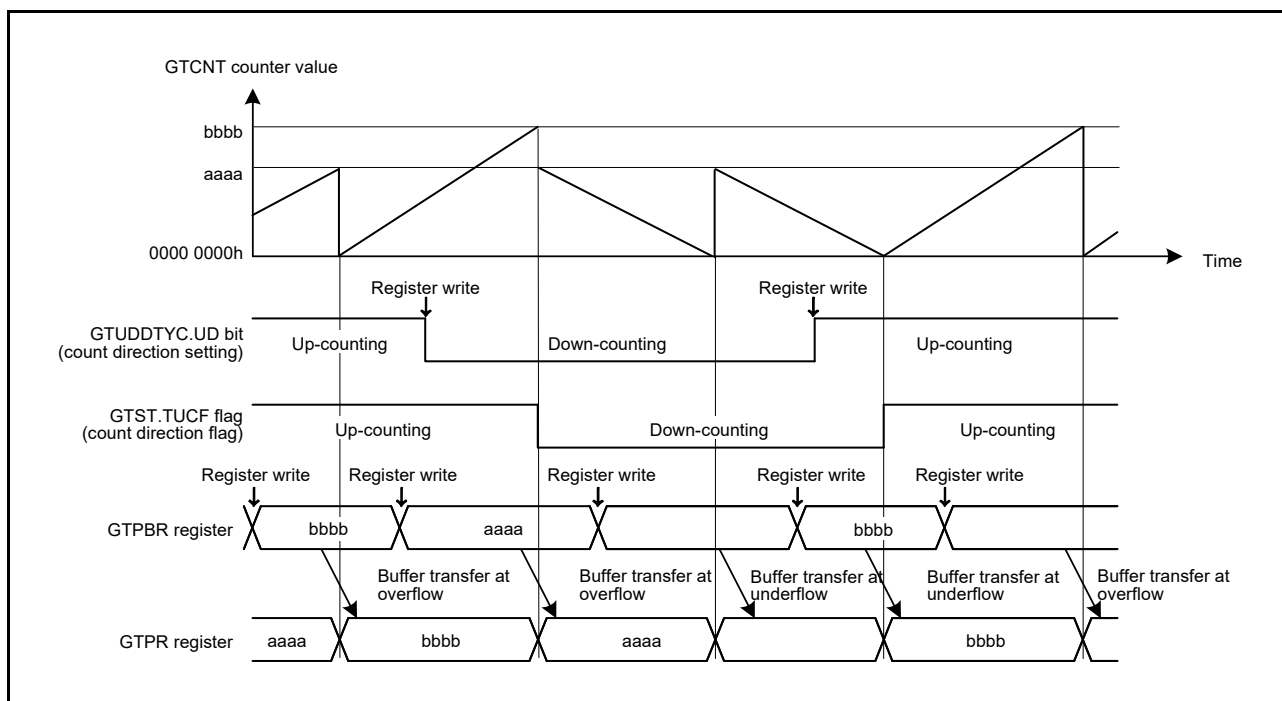 GTCNT counter value
bbbb
aaaa
0000 0000h
Time
Register write
Register write
GTUDDTYC.UD bit
(count direction setting)
Up-counting
Down-counting
Up-counting
GTST.TUCF flag
(count direction flag)
Up-counting
Down-counting
Up-counting
Register write
Register write
Register write
Register write
Register write
GTPBR register
bbbb
aaaa
bbbb
Buffer transfer at
overflow
Buffer transfer at
overflow
Buffer transfer at
underflow
Buffer transfer at
underflow
Buffer transfer at
overflow
GTPR register
aaaa
bbbb
aaaa
bbbb